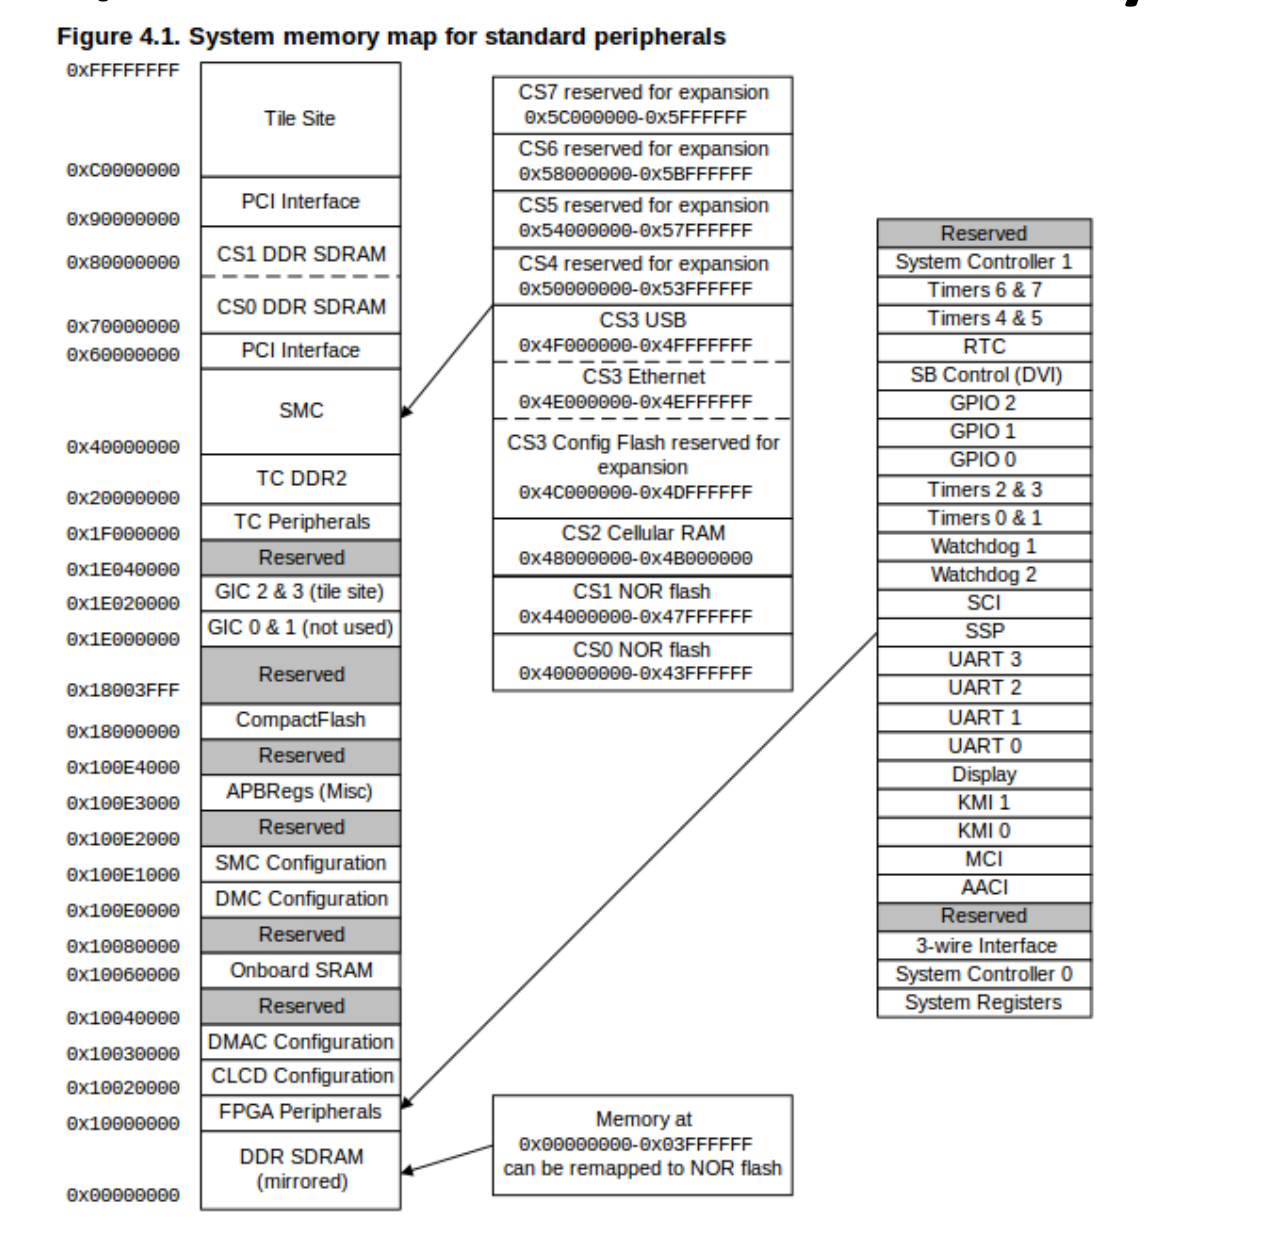 Figure 4.1. System memory map for standard peripherals
0xFFFFFFFF
Tile Site
0xC0000000
PCI Interface
0x90000000
CS1 DDR SDRAM
0x80000000
CS0 DDR SDRAM
0x70000000
PCI Interface
0x60000000
SMC
0x40000000
TC DDR2
0x20000000
TC Peripherals
0x1F000000
Reserved
0x1E040000
GIC 2 & 3 (tile site)
0x1E020000
GIC 0 & 1 (not used)
0x1E000000
Reserved
0x18003FFF
CompactFlash
0x18000000
Reserved
0x100E4000
APBRegs (Misc)
0x100E3000
Reserved
0x100E2000
SMC Configuration
0x100E1000
DMC Configuration
0x100E0000
Reserved
0x10080000
Onboard SRAM
0x10060000
Reserved
0x10040000
DMAC Configuration
0x10030000
CLCD Configuration
0x10020000
FPGA Peripherals
0x10000000
DDR SDRAM
(mirrored)
0x00000000
CS7 reserved for expansion
0x5C000000-0x5FFFFFF
CS6 reserved for expansion
0x58000000-0x5BFFFFFF
CS5 reserved for expansion
0x54000000-0x57FFFFFF
CS4 reserved for expansion
0x50000000-0x53FFFFFF
CS3 USB
0x4F000000-0x4FFFFFFF
CS3 Ethernet
0x4E000000-0x4EFFFFFF
CS3 Config Flash reserved for
expansion
0x4C000000-0x4DFFFFFF
CS2 Cellular RAM
0x48000000-0x4B000000
CS1 NOR flash
0x44000000-0x47FFFFFF
CS0 NOR flash
0x40000000-0x43FFFFFF
Memory at
0x00000000-0x03FFFFFF
can be remapped to NOR flash
Reserved
System Controller 1
Timers 6 & 7
Timers 4 & 5
RTC
SB Control (DVI)
GPIO 2
GPIO 1
GPIO 0
Timers 2 & 3
Timers 0 & 1
Watchdog 1
Watchdog 2
SCI
SSP
UART 3
UART 2
UART 1
UART 0
Display
KMI 1
KMI 0
MCI
AACI
Reserved
3-wire Interface
System Controller 0
System Registers